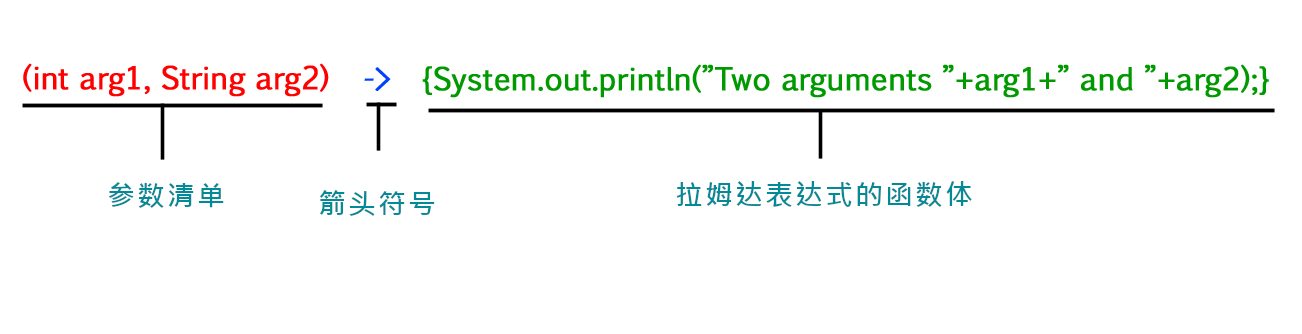 (int arg1, String arg2) -> {System.out.println(”Two arguments ”+arg1+” and ”+arg2);}
参数清单 箭头符号 拉姆达表达式的函数体